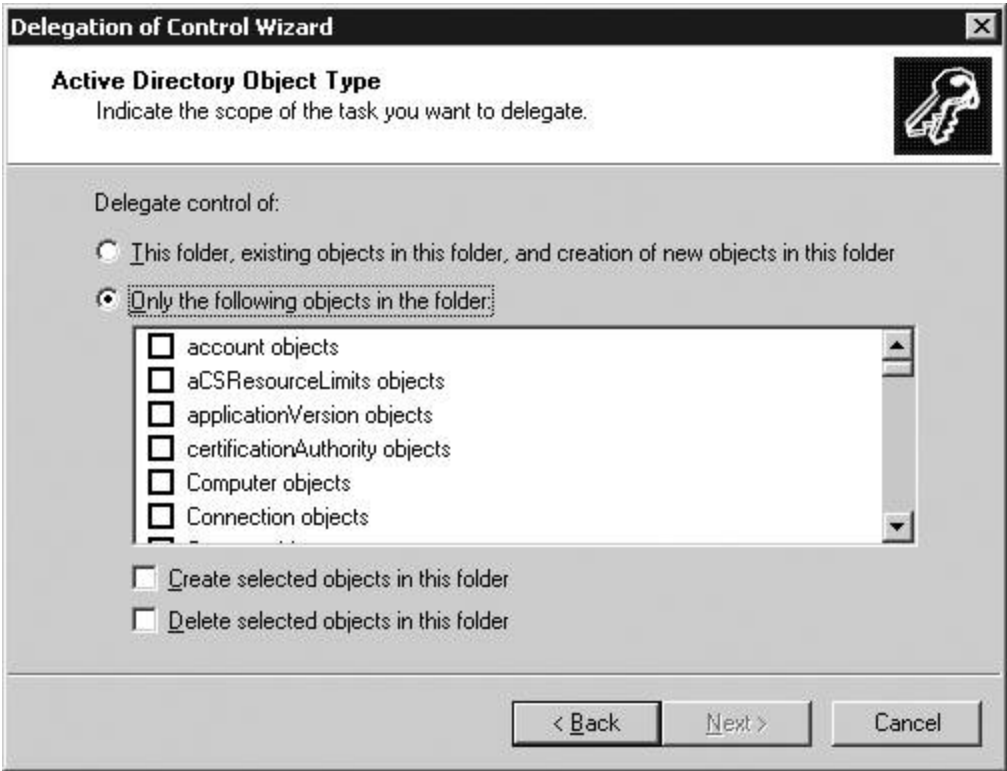 Delegation of Control Wizard
Active Directory Object Type
Indicate the scope of the task you want to delegate.
Delegate control of:
This folder, existing objects in this folder, and creation of new objects in this folder
Only the following objects in the folder:
account objects
aCSResourceLimits objects
applicationVersion objects
certificationAuthority objects
Computer objects
Connection objects
Create selected objects in this folder
Delete selected objects in this folder
< Back
Next >
Cancel